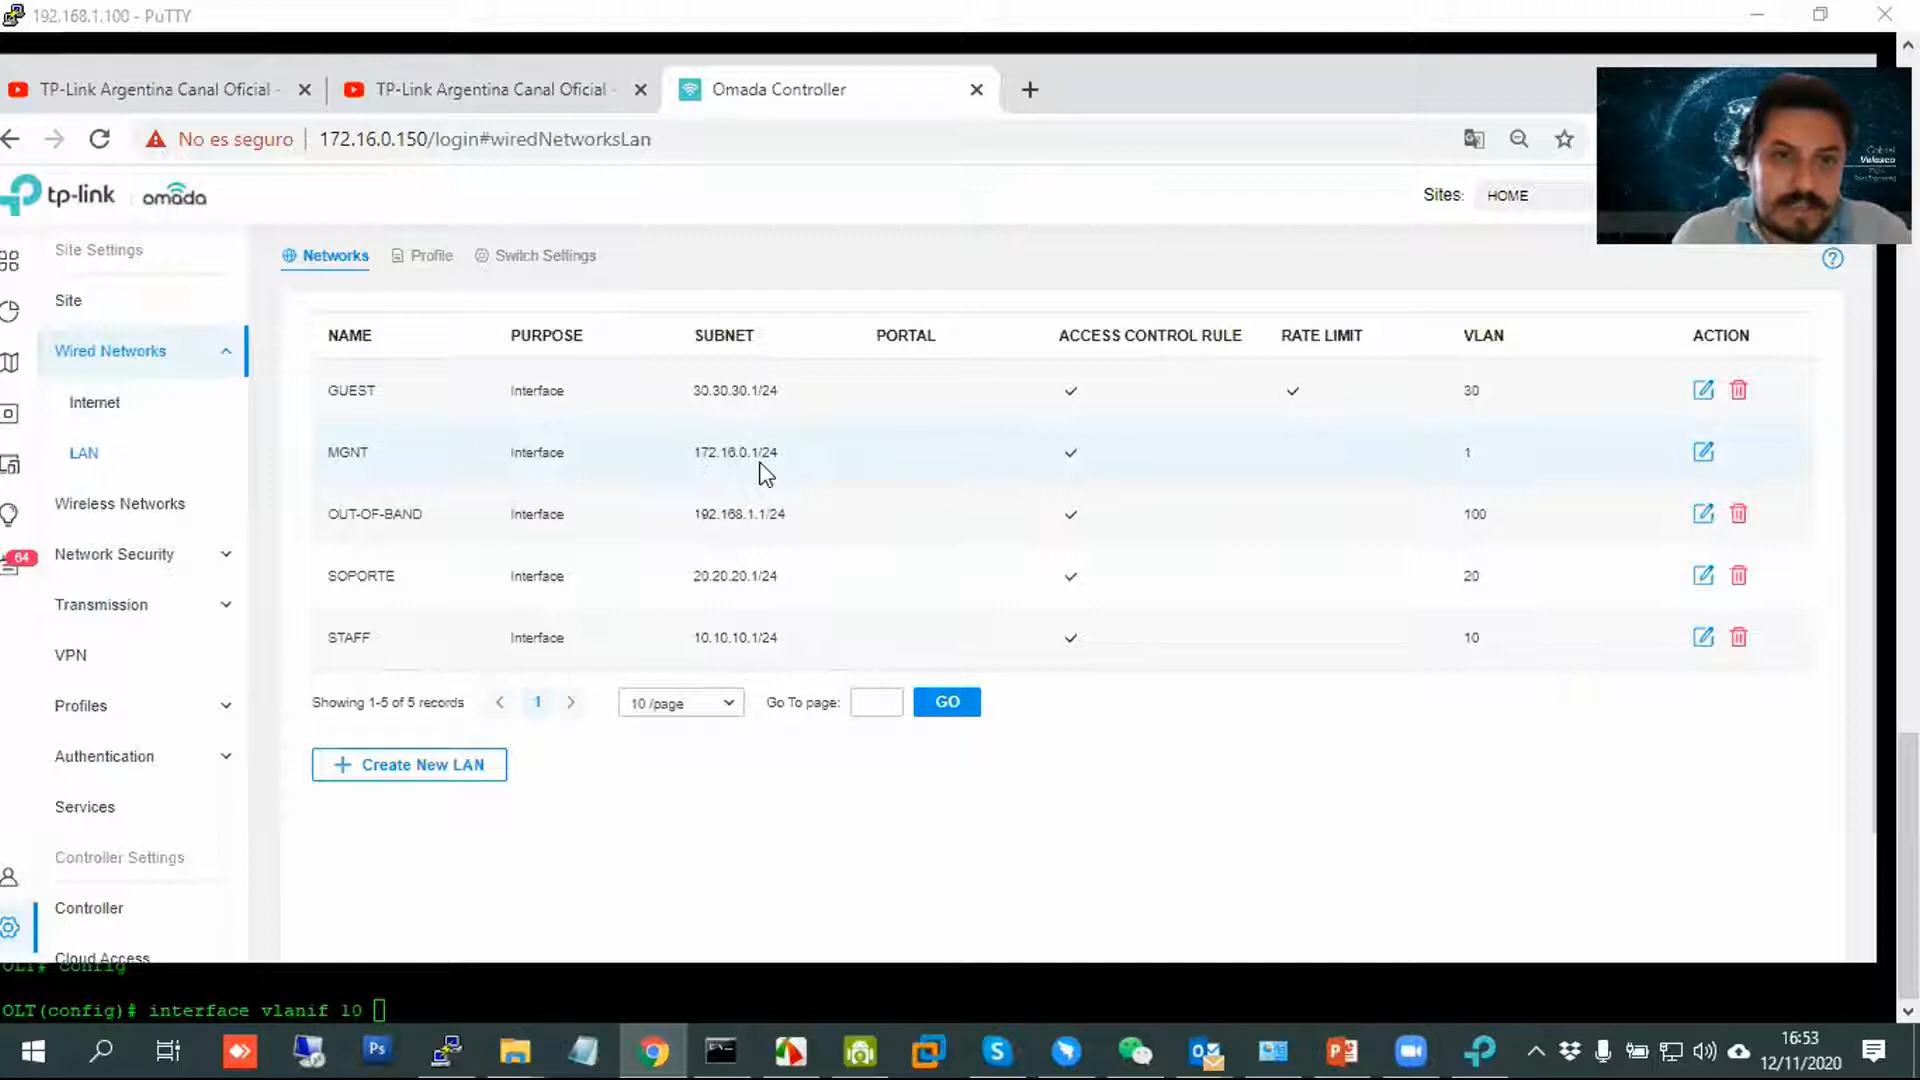 192.168.1.100 - PuTTY
TP-Link Argentina Canal Oficial -
TP-Link Argentina Canal Oficial -
Omada Controller
No es seguro
172.16.0.150/login#wiredNetworksLan
tp-link
omada
Sites:
HOME
Gabriel
Velasco
Site Settings
Networks
Profile
Switch Settings
Site
Wired Networks
Internet
LAN
Wireless Networks
64
Network Security
Transmission
VPN
Profiles
Authentication
Services
Controller Settings
Controller
Cloud Access
NAME PURPOSE SUBNET PORTAL ACCESS CONTROL RULE RATE LIMIT VLAN ACTION
GUEST Interface 30.30.30.1/24 30
MGNT Interface 172.16.0.1/24 1
OUT-OF-BAND Interface 192.168.1.1/24 100
SOPORTE Interface 20.20.20.1/24 20
STAFF Interface 10.10.10.1/24 10
Showing 1-5 of 5 records
1
10 /page
Go To page:
GO
Create New LAN
OLT# config
OLT(config)# interface vlanif 10
16:53
12/11/2020